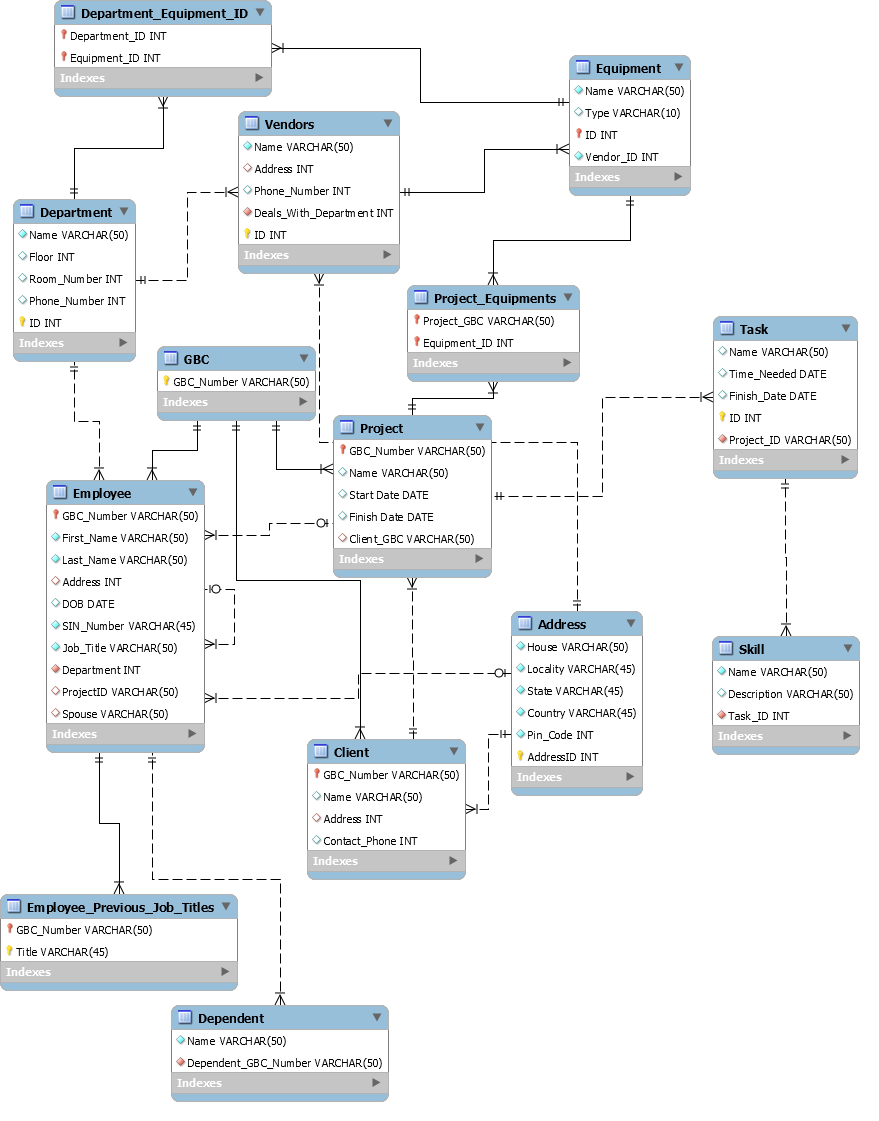 Department_Equipment_ID
Department_ID INT
Equipment_ID INT
Indexes
Equipment
Name VARCHAR(50)
Type VARCHAR(10)
ID INT
Vendor_ID INT
Indexes
Vendors
Name VARCHAR(50)
Address INT
Phone_Number INT
Deals_With_Department INT
ID INT
Indexes
Department
Name VARCHAR(50)
Floor INT
Room_Number INT
Phone_Number INT
ID INT
Indexes
Project_Equipments
Project_GBC VARCHAR(50)
Equipment_ID INT
Indexes
Task
Name VARCHAR(50)
Time_Needed DATE
Finish_Date DATE
ID INT
Project_ID VARCHAR(50)
Indexes
GBC
GBC_Number VARCHAR(50)
Indexes
Project
GBC_Number VARCHAR(50)
Name VARCHAR(50)
Start Date DATE
Finish Date DATE
Client_GBC VARCHAR(50)
Indexes
Employee
GBC_Number VARCHAR(50)
First_Name VARCHAR(50)
Last_Name VARCHAR(50)
Address INT
DOB DATE
SIN_Number VARCHAR(45)
Job_Title VARCHAR(50)
Department INT
ProjectID VARCHAR(50)
Spouse VARCHAR(50)
Indexes
Address
House VARCHAR(50)
Locality VARCHAR(45)
State VARCHAR(45)
Country VARCHAR(45)
Pin_Code INT
AddressID INT
Indexes
Skill
Name VARCHAR(50)
Description VARCHAR(50)
Task_ID INT
Indexes
Client
GBC_Number VARCHAR(50)
Name VARCHAR(50)
Address INT
Contact_Phone INT
Indexes
Employee_Previous_Job_Titles
GBC_Number VARCHAR(50)
Title VARCHAR(45)
Indexes
Dependent
Name VARCHAR(50)
Dependent_GBC_Number VARCHAR(50)
Indexes